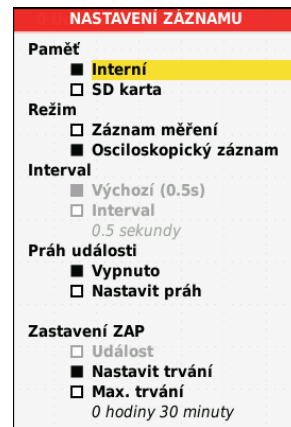 NASTAVENÍ ZÁZNAMU
Paměť
Interní
SD karta
Režim
Záznam měření
Osciloskopický záznam
Interval
Výchozí (0.5s)
Interval
0.5 sekundy
Práh události
Vypnuto
Nastavit práh
Zastavení ZAP
Událost
Nastavit trvání
Max. trvání
0 hodiny 30 minuty